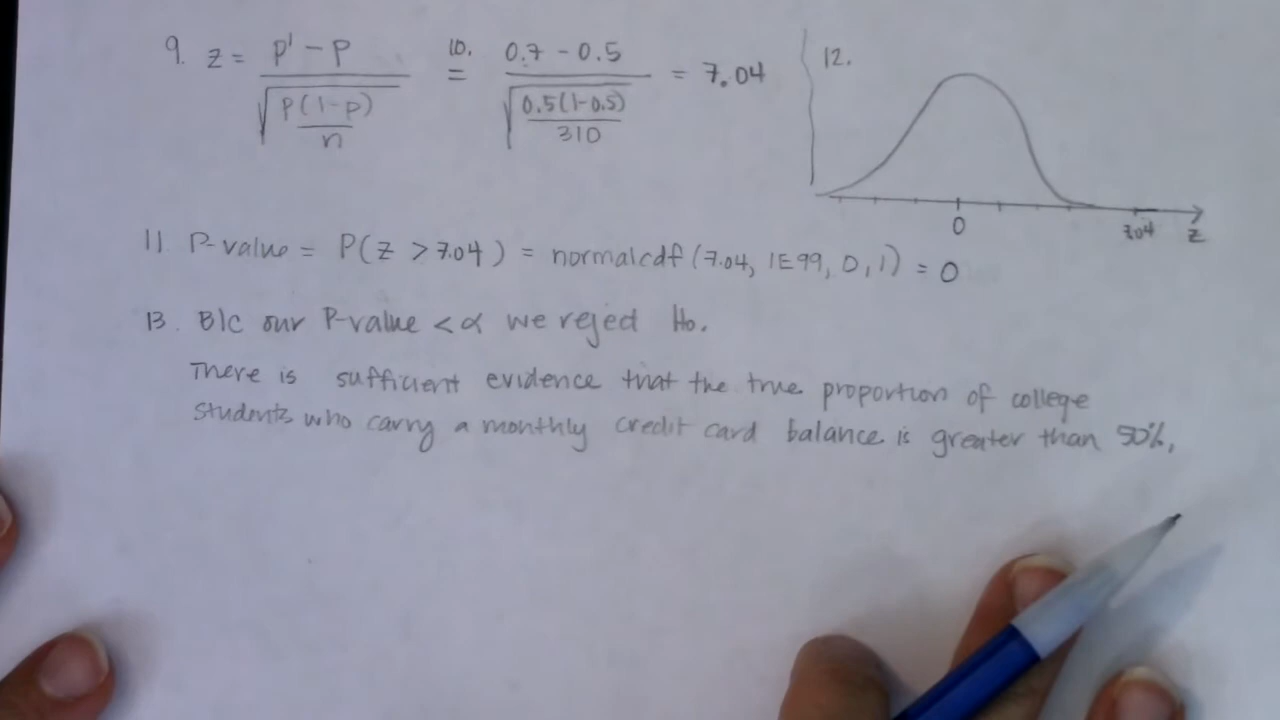 9. z = p' - p / √(p(1-p)/n) 10. = 0.7 - 0.5 / √(0.5(1-0.5)/310) = 7.04
12.
0 7.04 z
11. P-value = P(z > 7.04) = normalcdf(7.04, 1E99, 0, 1) = 0
13. B/c our P-value < α we reject Ho.
There is sufficient evidence that the true proportion of college
students who carry a monthly credit card balance is greater than 50%.